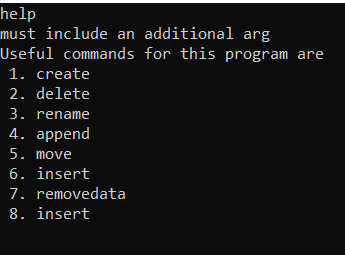 help
must include an additional arg
Useful commands for this program are
1. create
2. delete
3. rename
4. append
5. move
6. insert
7. removedata
8. insert